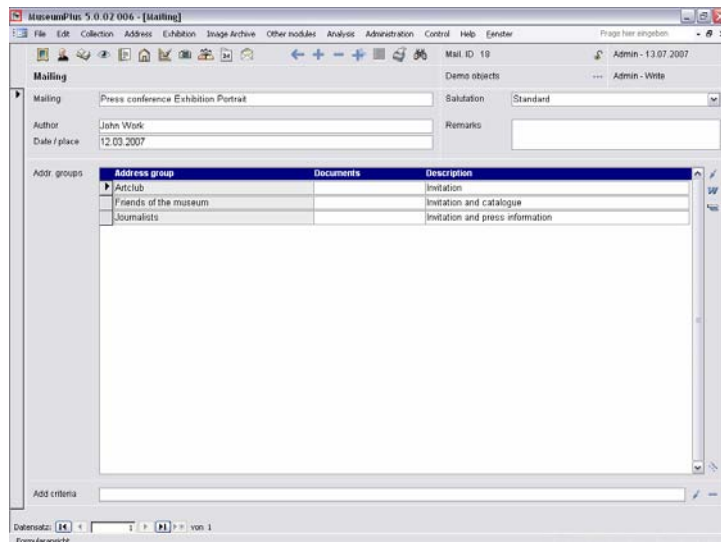 MuseumPlus 5.0.02 006 - [Mailing]
File Edit Collection Address Exhibition Image Archive Other modules Analysis Administration Control Help Fenster Frage hier eingeben
Mail. ID 18 Admin - 13.07.2007
Mailing Demo objects Admin - Write
Mailing Press conference Exhibition Portrait Salutation Standard
Author John Work Remarks
Date / place 12.03.2007
Addr. groups Address group Documents Description
Artclub Invitation
Friends of the museum Invitation and catalogue
Journalists Invitation and press information
Add criteria
Datensatz: 1 von 1
Formularansicht